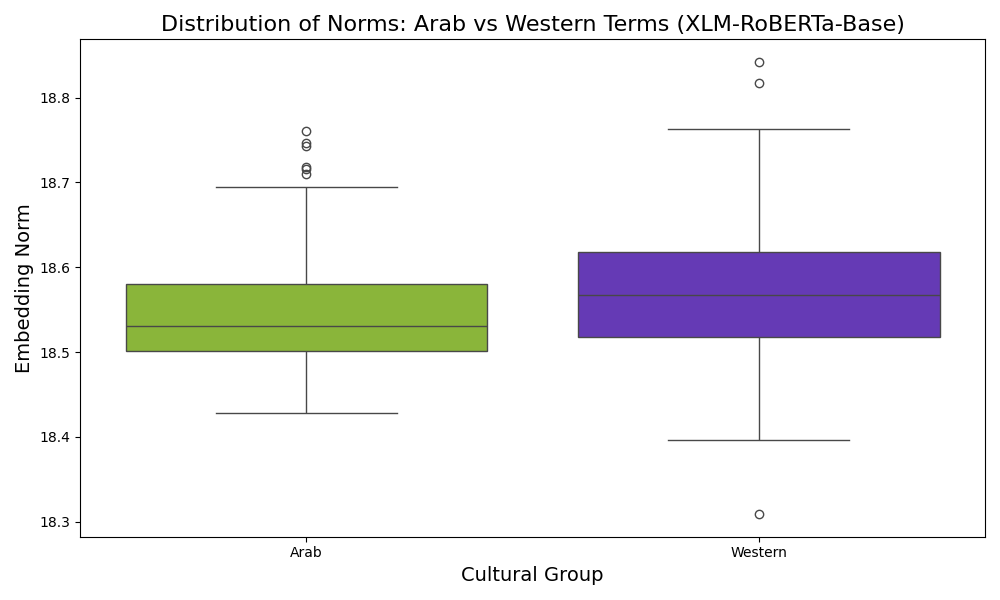 Distribution of Norms: Arab vs Western Terms (XLM-RoBERTa-Base)
Embedding Norm
18.8
18.7
18.6
18.5
18.4
18.3
Arab
Western
Cultural Group